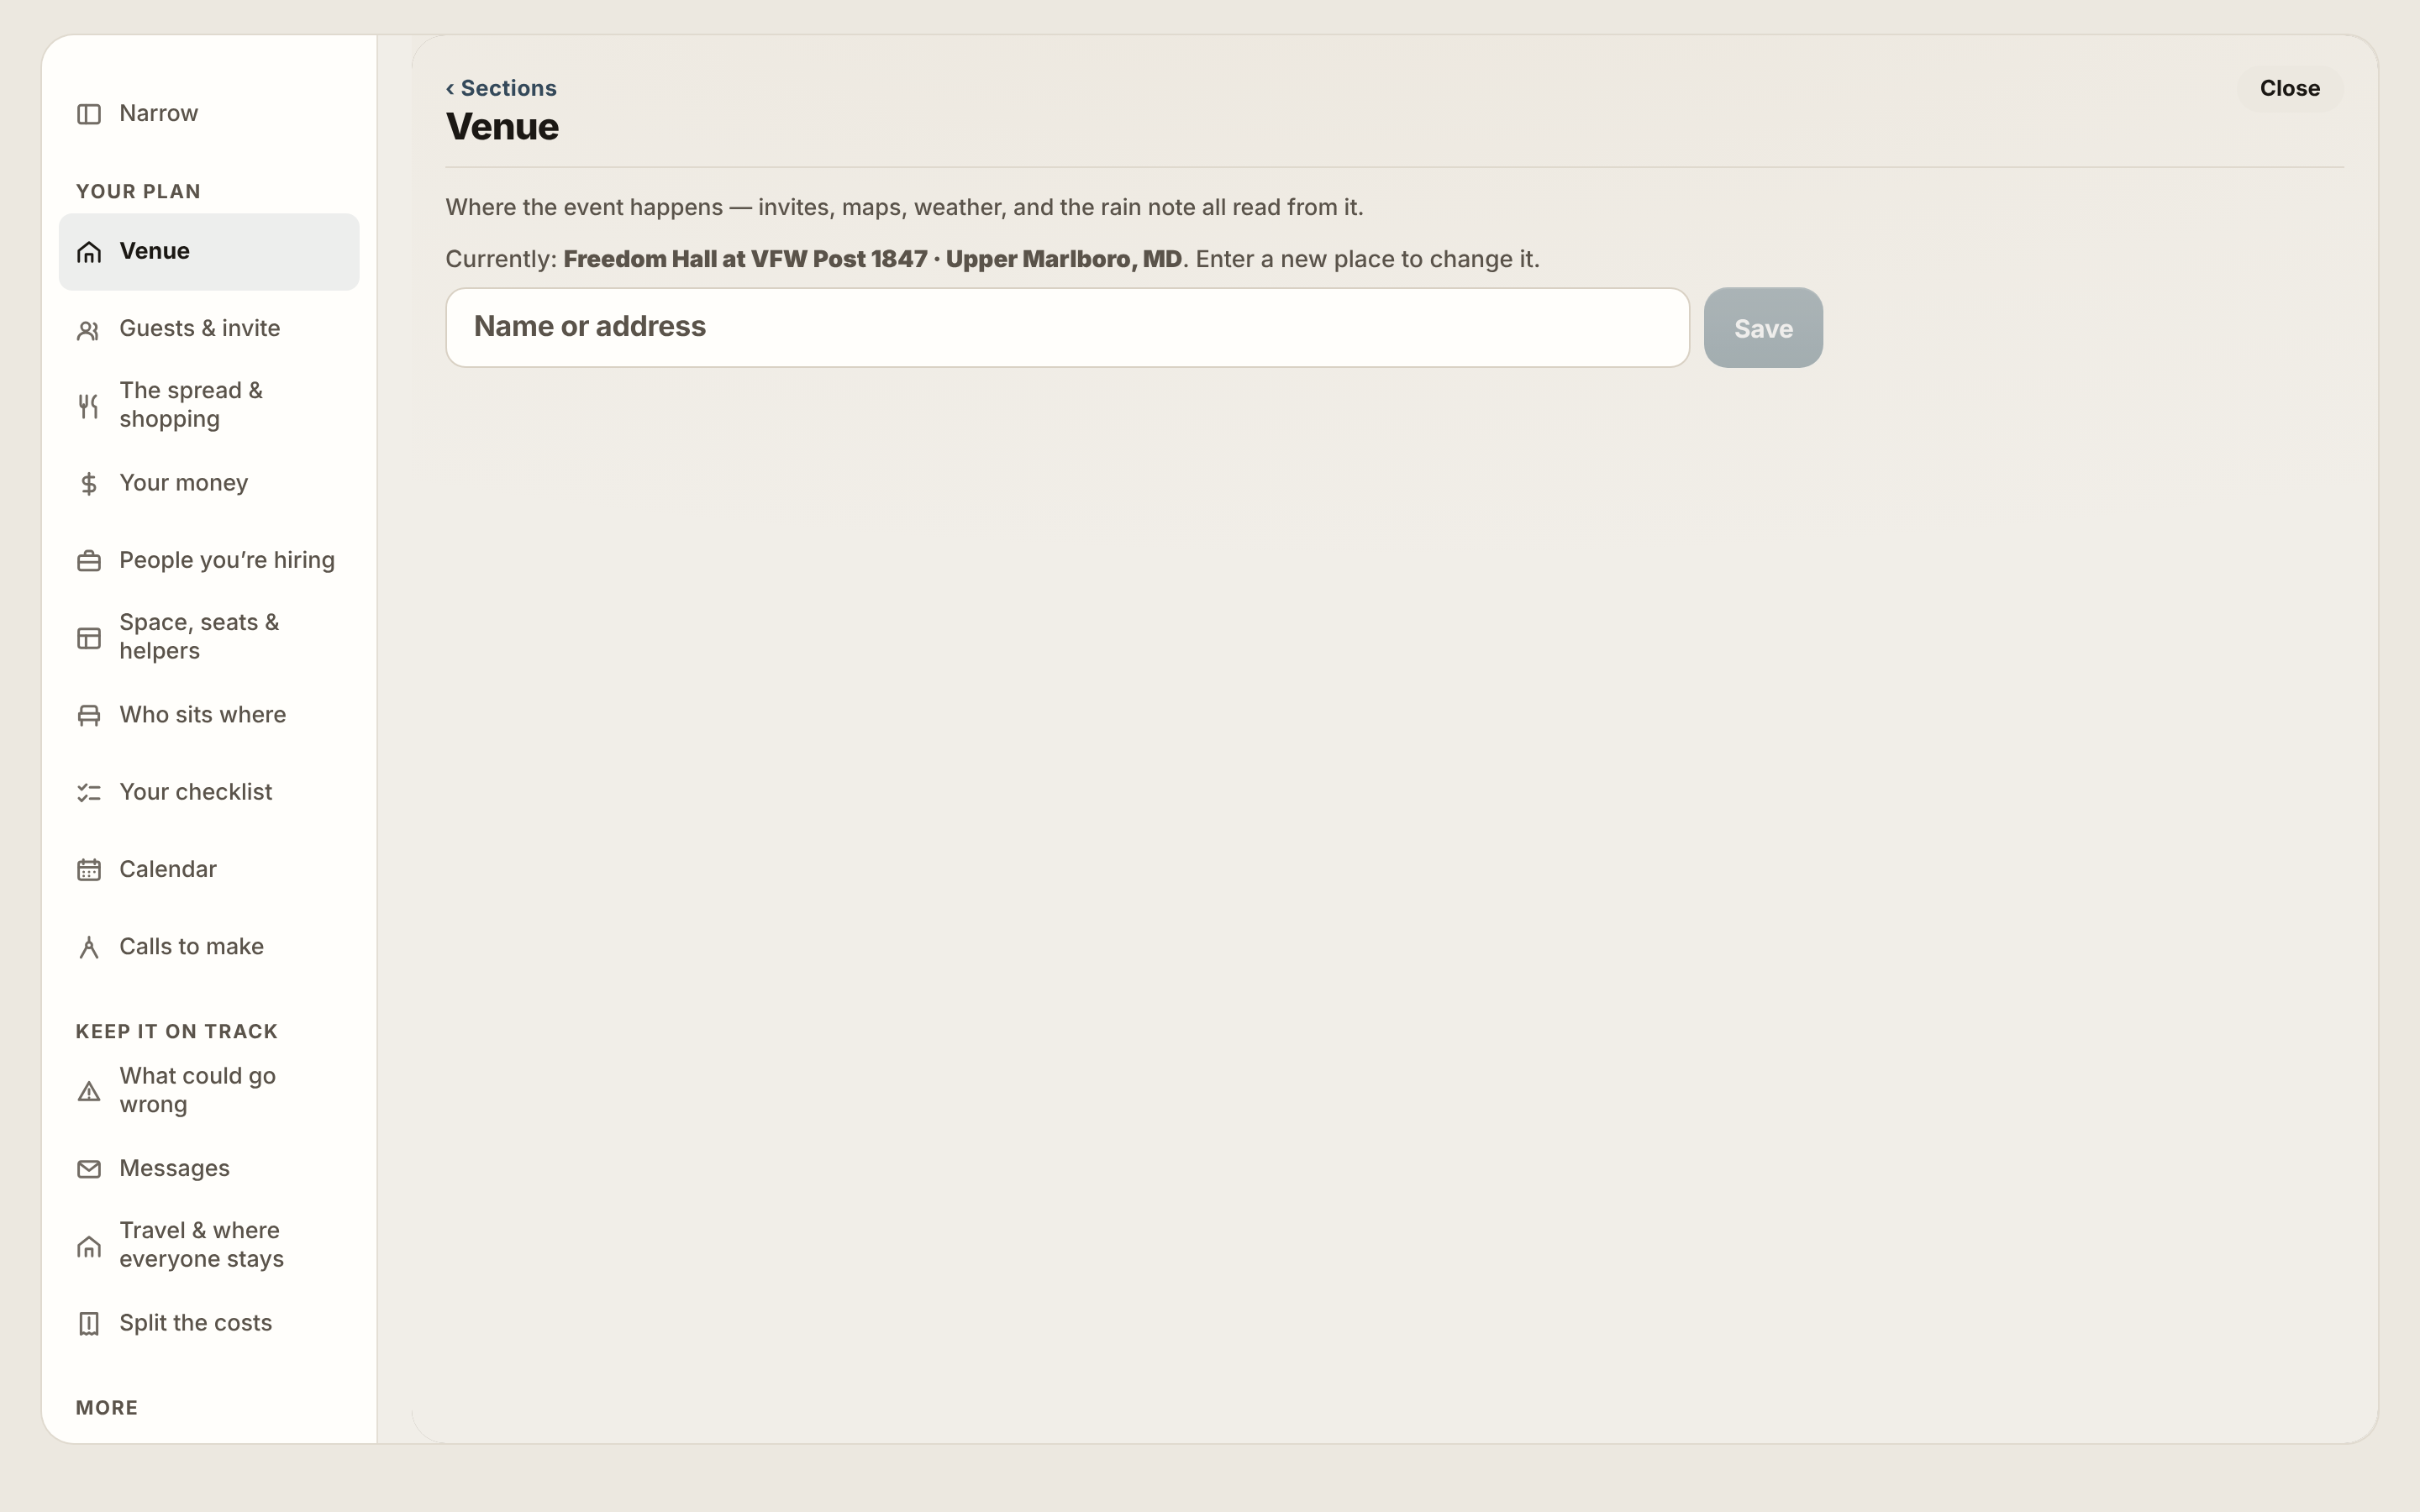 Narrow
YOUR PLAN
Venue
Guests & invite
The spread &
shopping
Your money
People you’re hiring
Space, seats &
helpers
Who sits where
Your checklist
Calendar
Calls to make
KEEP IT ON TRACK
What could go
wrong
Messages
Travel & where
everyone stays
Split the costs
MORE
‹ Sections
Close
Venue
Where the event happens — invites, maps, weather, and the rain note all read from it.
Currently: Freedom Hall at VFW Post 1847 · Upper Marlboro, MD. Enter a new place to change it.
Name or address
Save